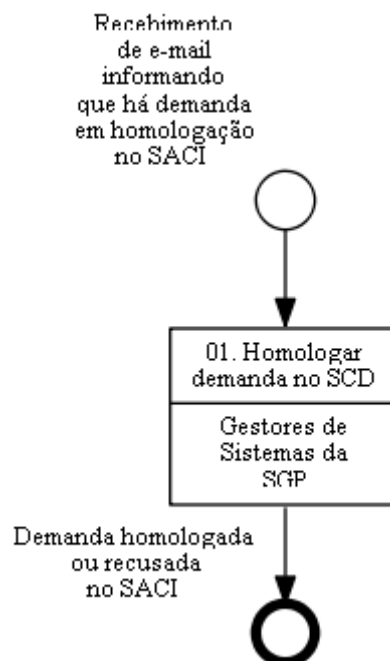 Recebimento
de e-mail
informando
que há demanda
em homologação
no SACI
01. Homologar
demanda no SCD
Gestores de
Sistemas da
SGP
Demanda homologada
ou recusada
no SACI